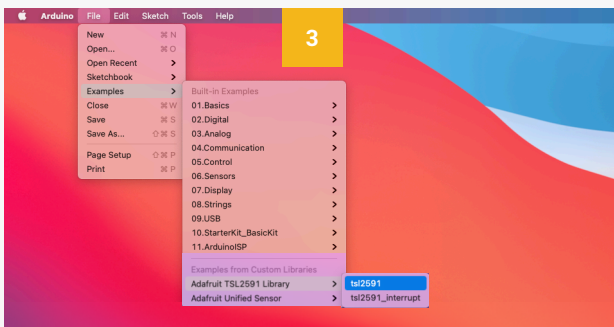 Arduino File Edit Sketch Tools Help
3
New ⌘ N
Open... ⌘ O
Open Recent >
Sketchbook >
Examples >
Close ⌘ W
Save ⌘ S
Save As... ⇧ ⌘ S
Page Setup ⇧ ⌘ P
Print ⌘ P
Built-in Examples
01.Basics >
02.Digital >
03.Analog >
04.Communication >
05.Control >
06.Sensors >
07.Display >
08.Strings >
09.USB >
10.StarterKit_BasicKit >
11.ArduinoISP >
Examples from Custom Libraries
Adafruit TSL2591 Library >
Adafruit Unified Sensor >
tsl2591
tsl2591_interrupt